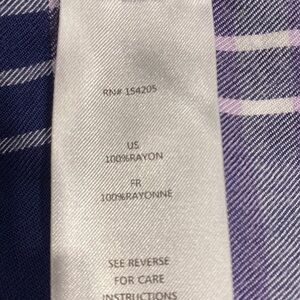 RN# 154205
US
100%RAYON
FR
100%RAYONNE
SEE REVERSE
FOR CARE
INSTRUCTIONS